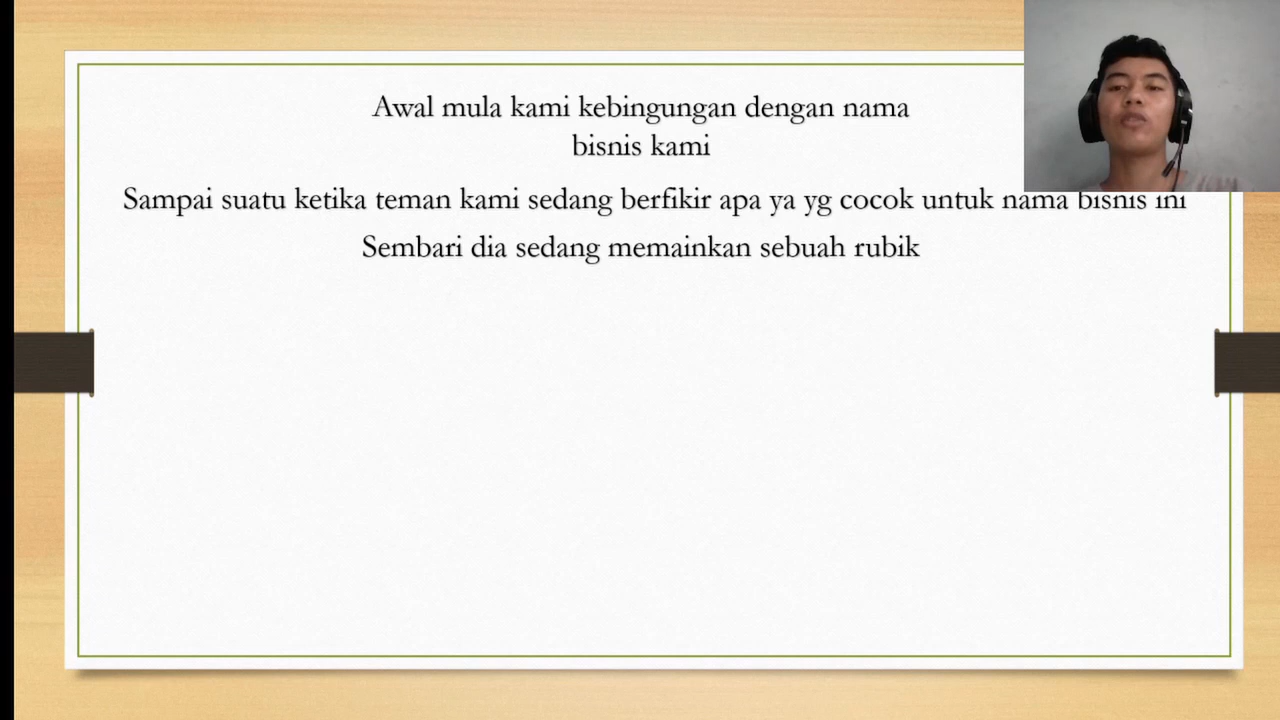 Awal mula kami kebingungan dengan nama
bisnis kami
Sampai suatu ketika teman kami sedang berfikir apa ya yg cocok untuk nama bisnis ini
Sembari dia sedang memainkan sebuah rubik